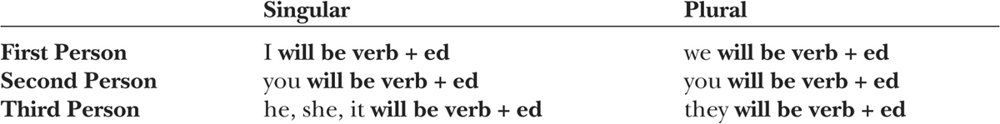 Singular Plural
First Person I will be verb + ed we will be verb + ed
Second Person you will be verb + ed you will be verb + ed
Third Person he, she, it will be verb + ed they will be verb + ed